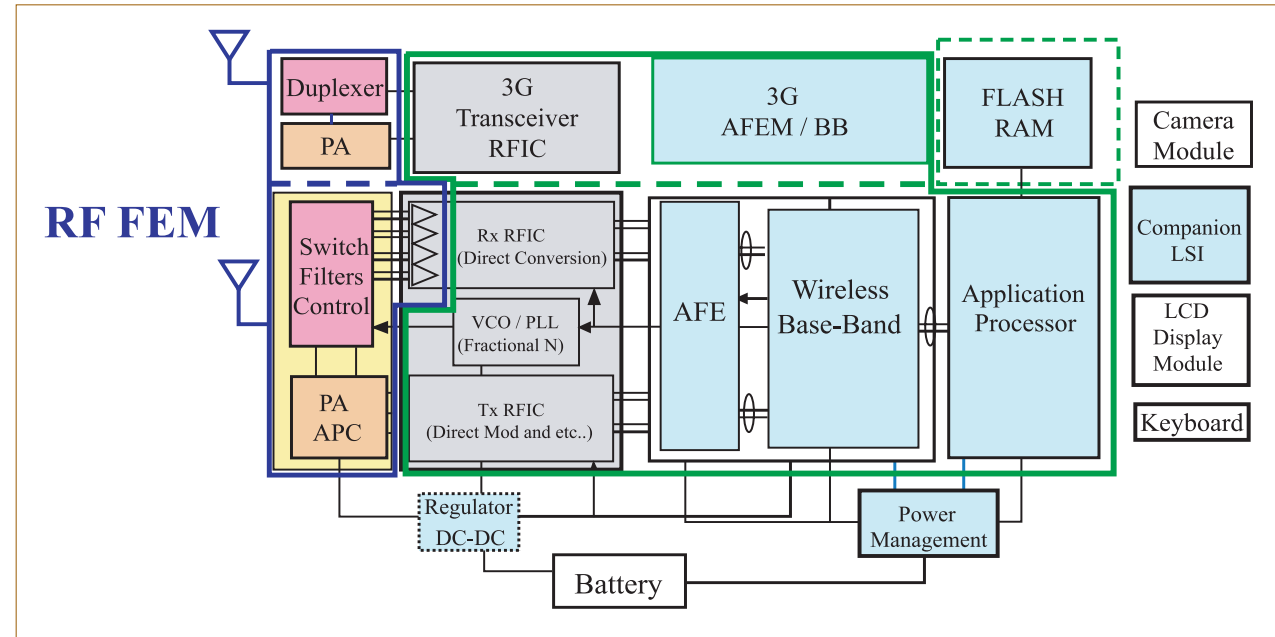 Duplexer
PA
3G
Transceiver
RFIC
3G
AFEM / BB
FLASH
RAM
Camera
Module
RF FEM
Switch
Filters
Control
Rx RFIC
(Direct Conversion)
VCO / PLL
(Fractional N)
AFE
Wireless
Base-Band
Application
Processor
Companion
LSI
LCD
Display
Module
PA
APC
Tx RFIC
(Direct Mod and etc..)
Keyboard
Regulator
DC-DC
Power
Management
Battery